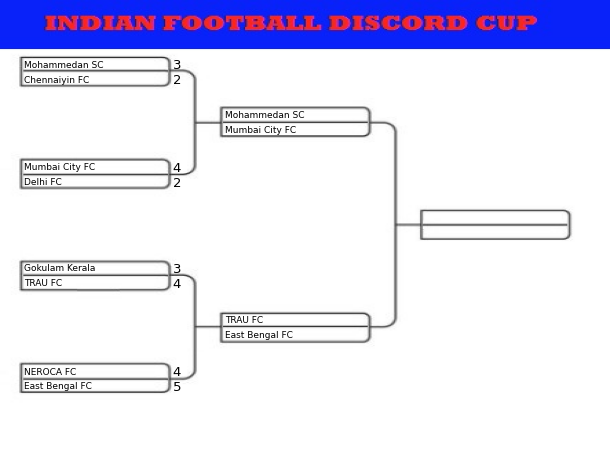 INDIAN FOOTBALL DISCORD CUP
Mohammedan SC 3
Chennaiyin FC 2
Mohammedan SC
Mumbai City FC
Mumbai City FC 4
Delhi FC 2
Gokulam Kerala 3
TRAU FC 4
TRAU FC
East Bengal FC
NEROCA FC 4
East Bengal FC 5